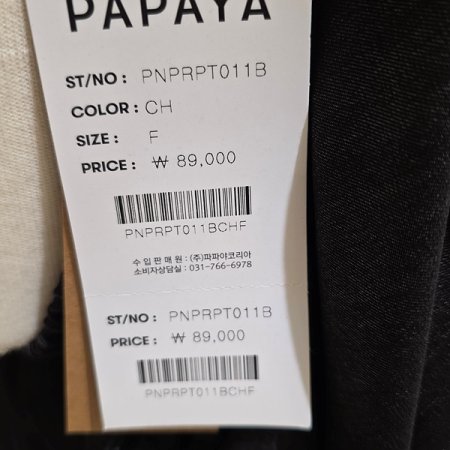 PAPAYA
ST/NO : PNPRPT011B
COLOR : CH
SIZE : F
PRICE : ₩ 89,000
PNPRPT011BCHF
수 입 판 매 원 : (주)파파야코리아
소비자상담실 : 031-766-6978
ST/NO : PNPRPT011B
PRICE : ₩ 89,000
PNPRPT011BCHF